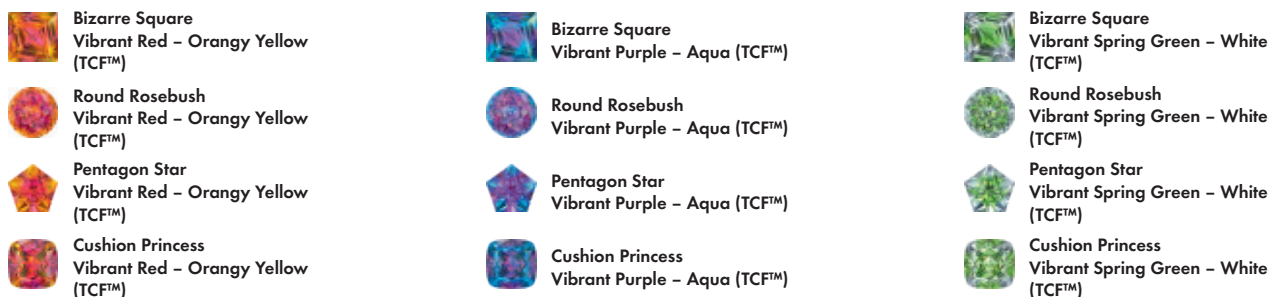 Bizarre Square
Vibrant Red – Orangy Yellow
(TCF™)
Round Rosebush
Vibrant Red – Orangy Yellow
(TCF™)
Pentagon Star
Vibrant Red – Orangy Yellow
(TCF™)
Cushion Princess
Vibrant Red – Orangy Yellow
(TCF™)
Bizarre Square
Vibrant Purple – Aqua (TCF™)
Round Rosebush
Vibrant Purple – Aqua (TCF™)
Pentagon Star
Vibrant Purple – Aqua (TCF™)
Cushion Princess
Vibrant Purple – Aqua (TCF™)
Bizarre Square
Vibrant Spring Green – White
(TCF™)
Round Rosebush
Vibrant Spring Green – White
(TCF™)
Pentagon Star
Vibrant Spring Green – White
(TCF™)
Cushion Princess
Vibrant Spring Green – White
(TCF™)